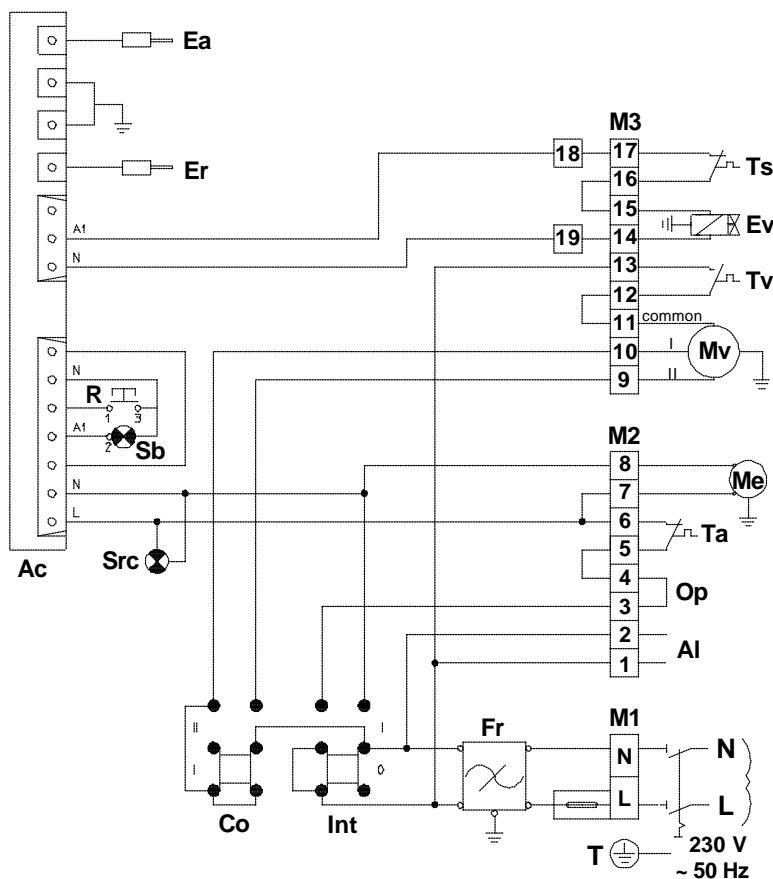 Ea
M3
18 17
Er
16
Ts
15
A1
19 14
Ev
N
13
12
Tv
11 common
10 I Mv
N
9 II
R
1 3
M2
A1
2 Sb
8
N
7 Me
L
6
5 Ta
Ac Src
4
3 Op
2
1 Al
II I
Fr M1
N N
I 0
L L
Co Int
T 230 V
~ 50 Hz